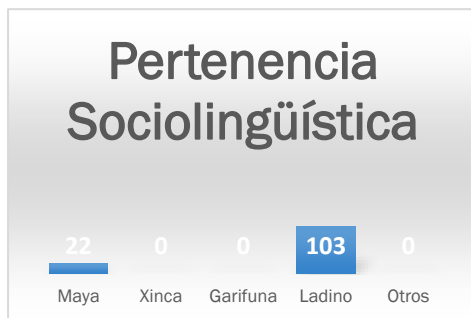 Pertenencia
Sociolingüística
22 0 0 103 0
Maya Xinca Garifuna Ladino Otros